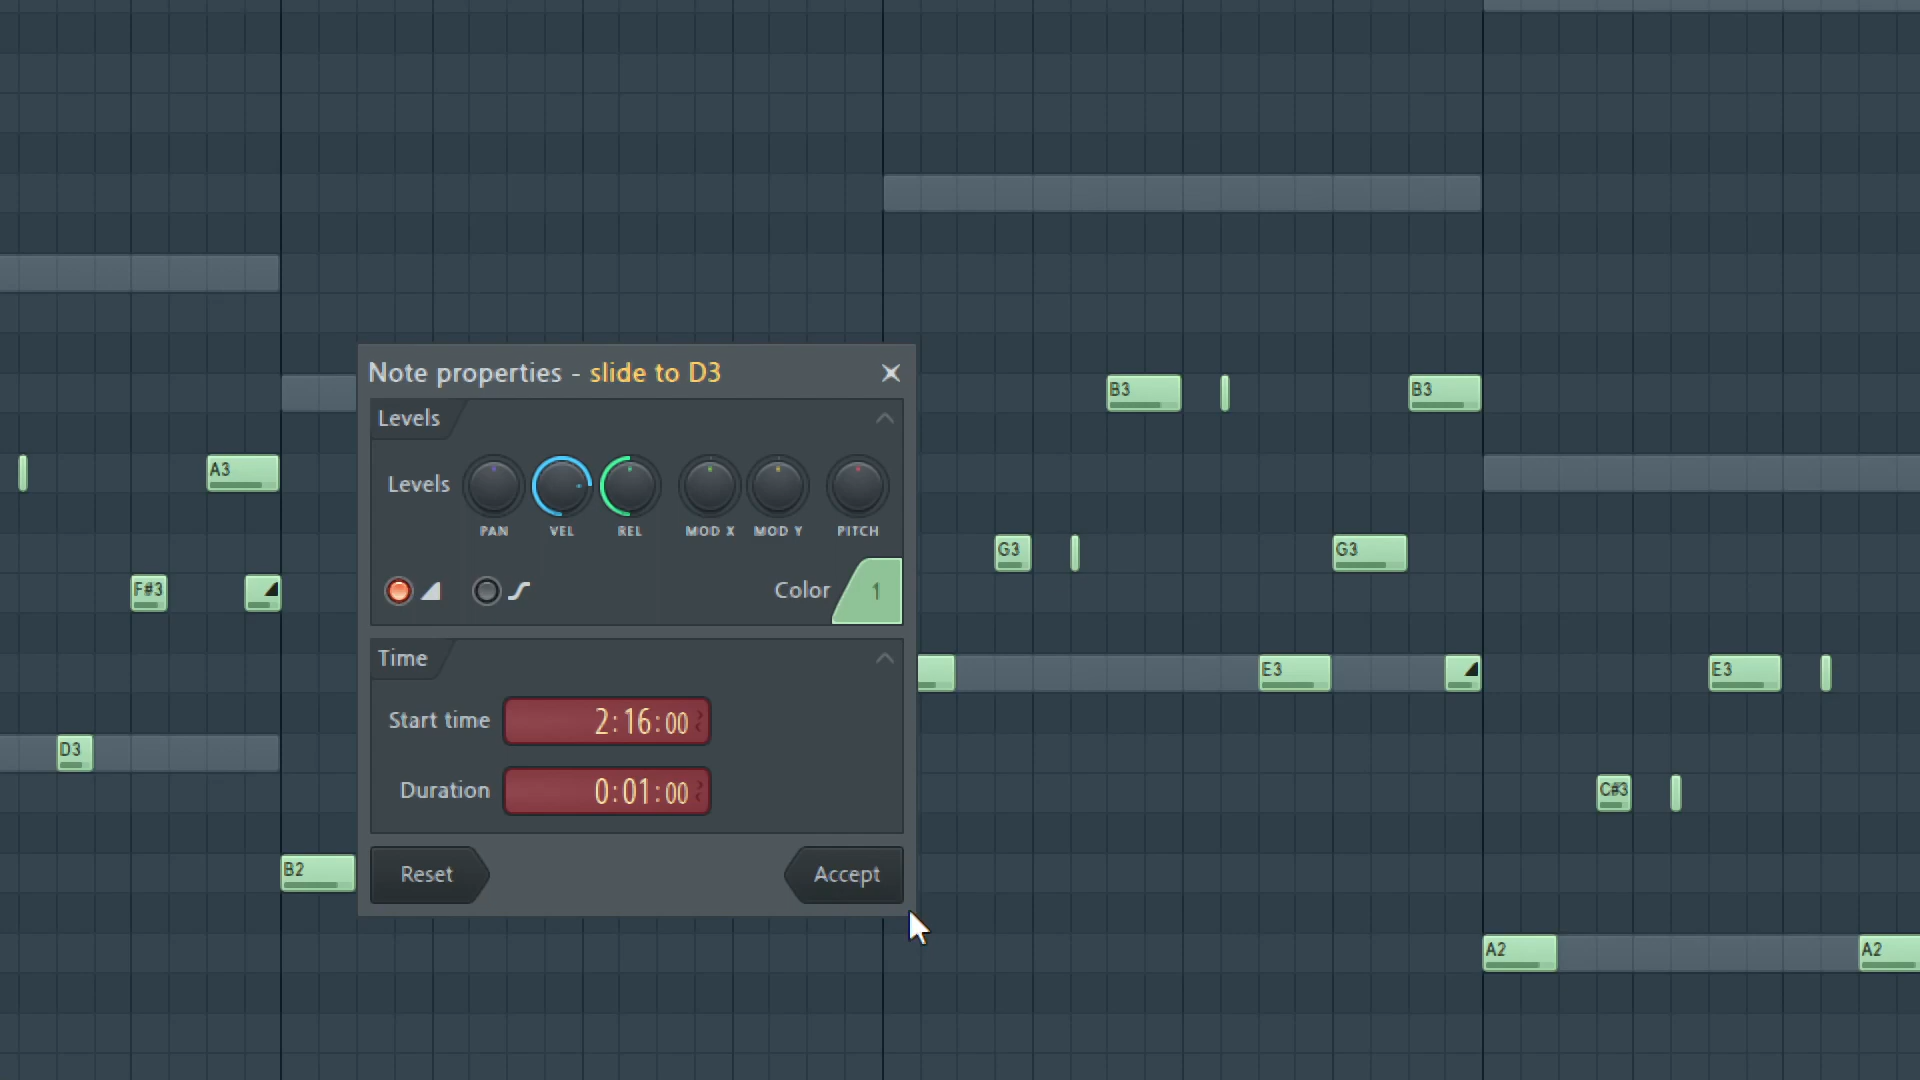 B3
B3
Note properties - slide to D3
Levels
A3
Levels
PAN VEL REL MOD X MOD Y PITCH
G3
G3
F#3
Color 1
Time
E3
E3
Start time 2:16:00
D3
Duration 0:01:00
C#3
B2
Reset Accept
A2
A2